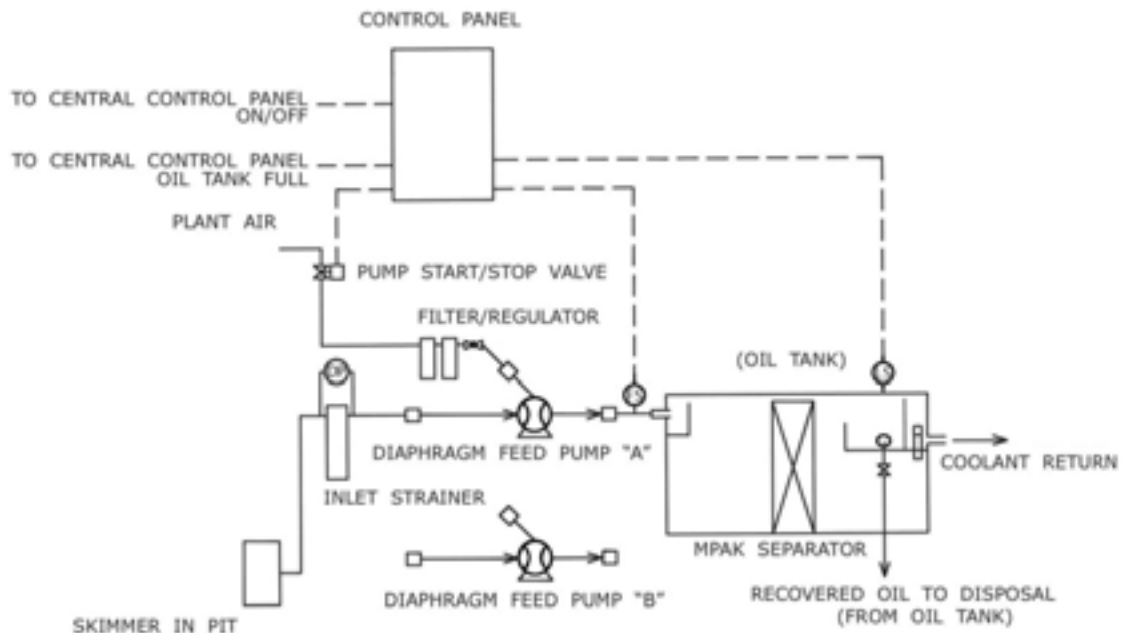 CONTROL PANEL
TO CENTRAL CONTROL PANEL
ON/OFF
TO CENTRAL CONTROL PANEL
OIL TANK FULL
PLANT AIR
PUMP START/STOP VALVE
FILTER/REGULATOR
(OIL TANK)
DIAPHRAGM FEED PUMP "A"
COOLANT RETURN
INLET STRAINER
MPAK SEPARATOR
DIAPHRAGM FEED PUMP "B"
RECOVERED OIL TO DISPOSAL
(FROM OIL TANK)
SKIMMER IN PIT